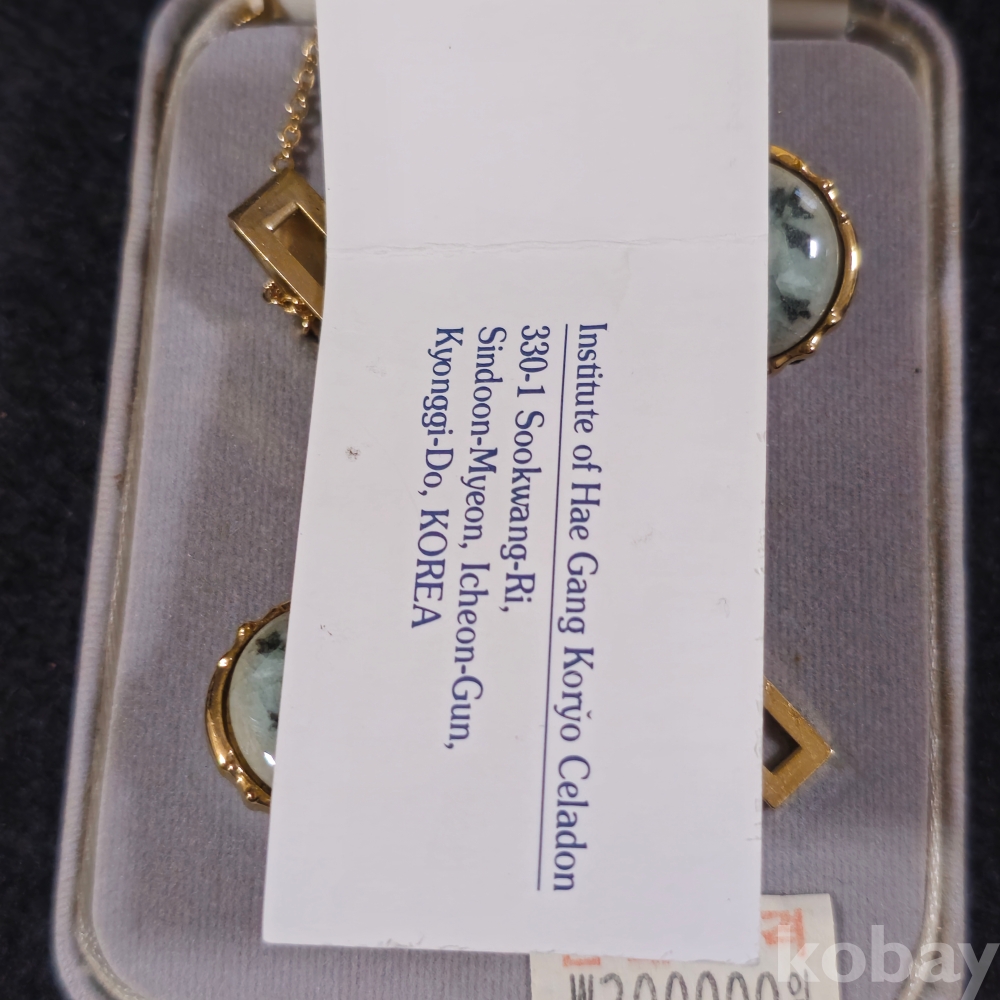 Institute of Hae Gang Koryŏ Celadon
330-1 Sookwang-Ri,
Sindoon-Myeon, Icheon-Gun,
Kyonggi-Do, KOREA
kobay